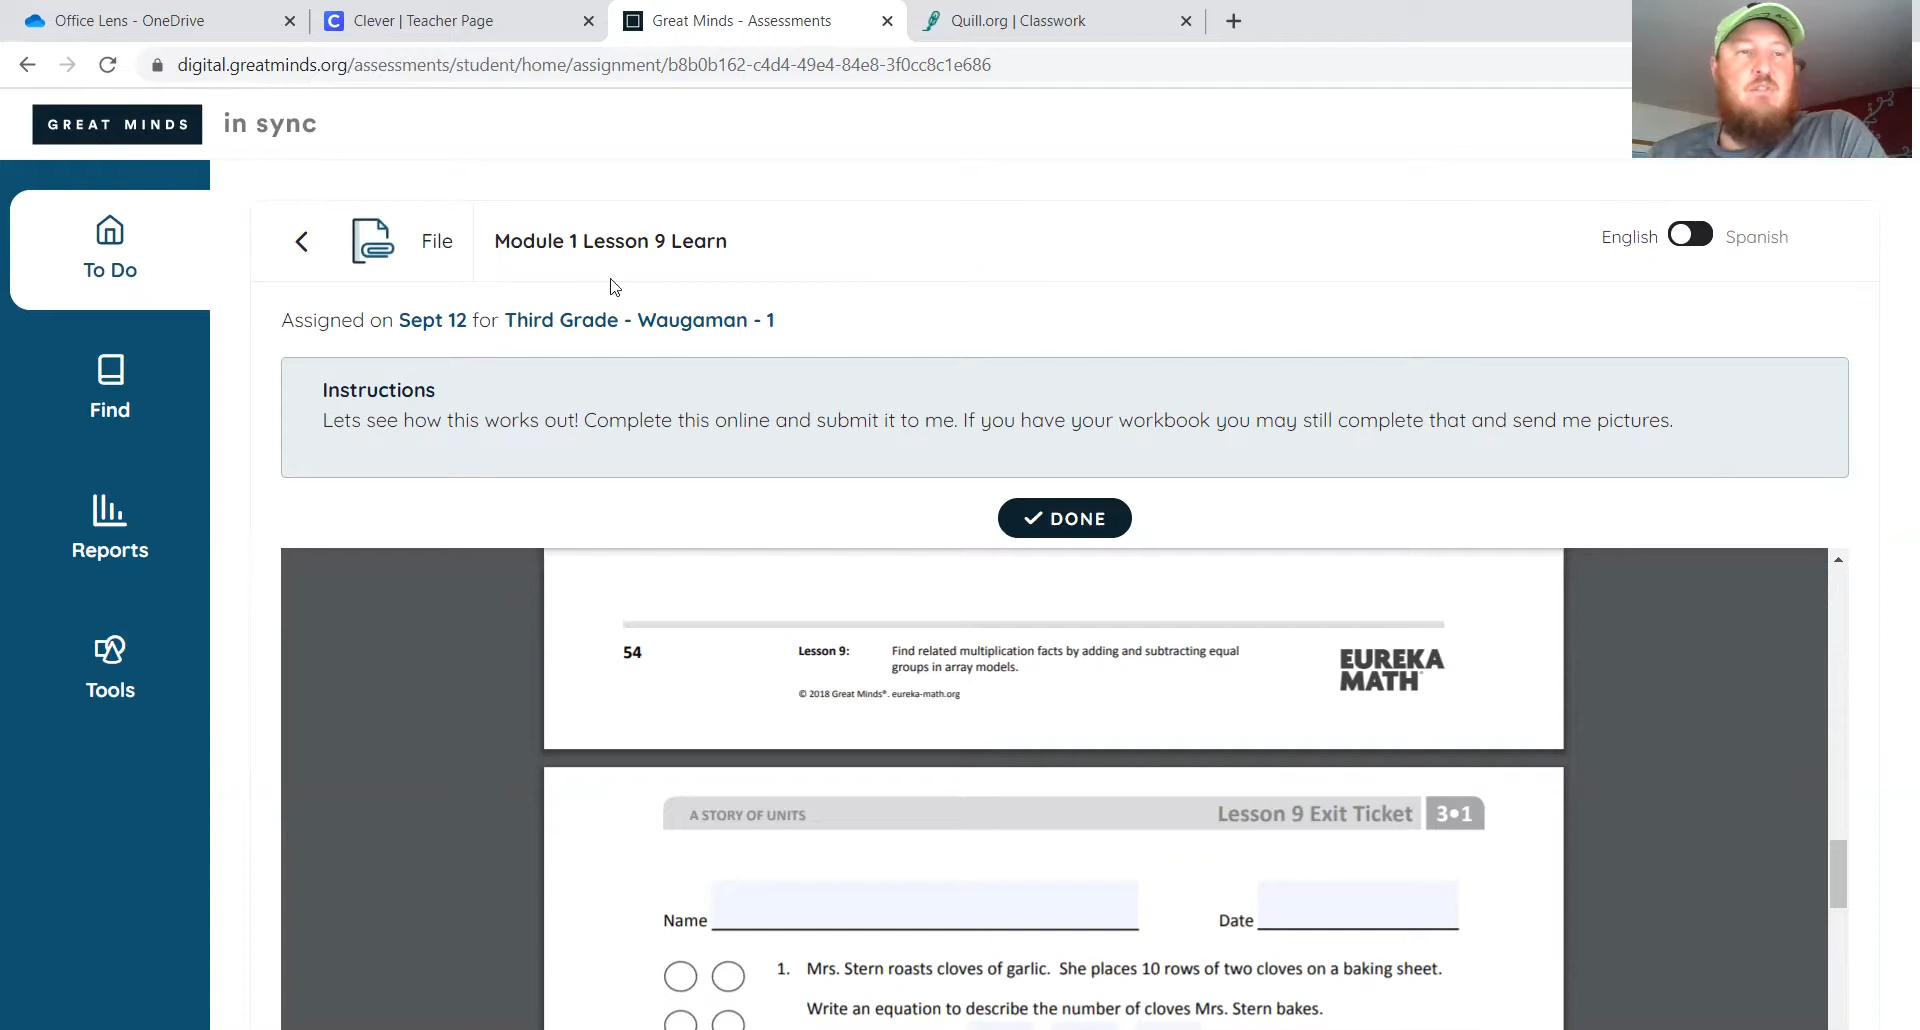 Office Lens - OneDrive
Clever | Teacher Page
Great Minds - Assessments
Quill.org | Classwork
digital.greatminds.org/assessments/student/home/assignment/b8b0b162-c4d4-49e4-84e8-3f0cc8c1e686
GREAT MINDS in sync
To Do
Find
Reports
Tools
File Module 1 Lesson 9 Learn
English Spanish
Assigned on Sept 12 for Third Grade - Waugaman - 1
Instructions
Lets see how this works out! Complete this online and submit it to me. If you have your workbook you may still complete that and send me pictures.
DONE
54 Lesson 9: Find related multiplication facts by adding and subtracting equal
groups in array models.
© 2018 Great Minds®. eureka-math.org
EUREKA
MATH
A STORY OF UNITS Lesson 9 Exit Ticket 3•1
Name Date
1. Mrs. Stern roasts cloves of garlic. She places 10 rows of two cloves on a baking sheet.
Write an equation to describe the number of cloves Mrs. Stern bakes.